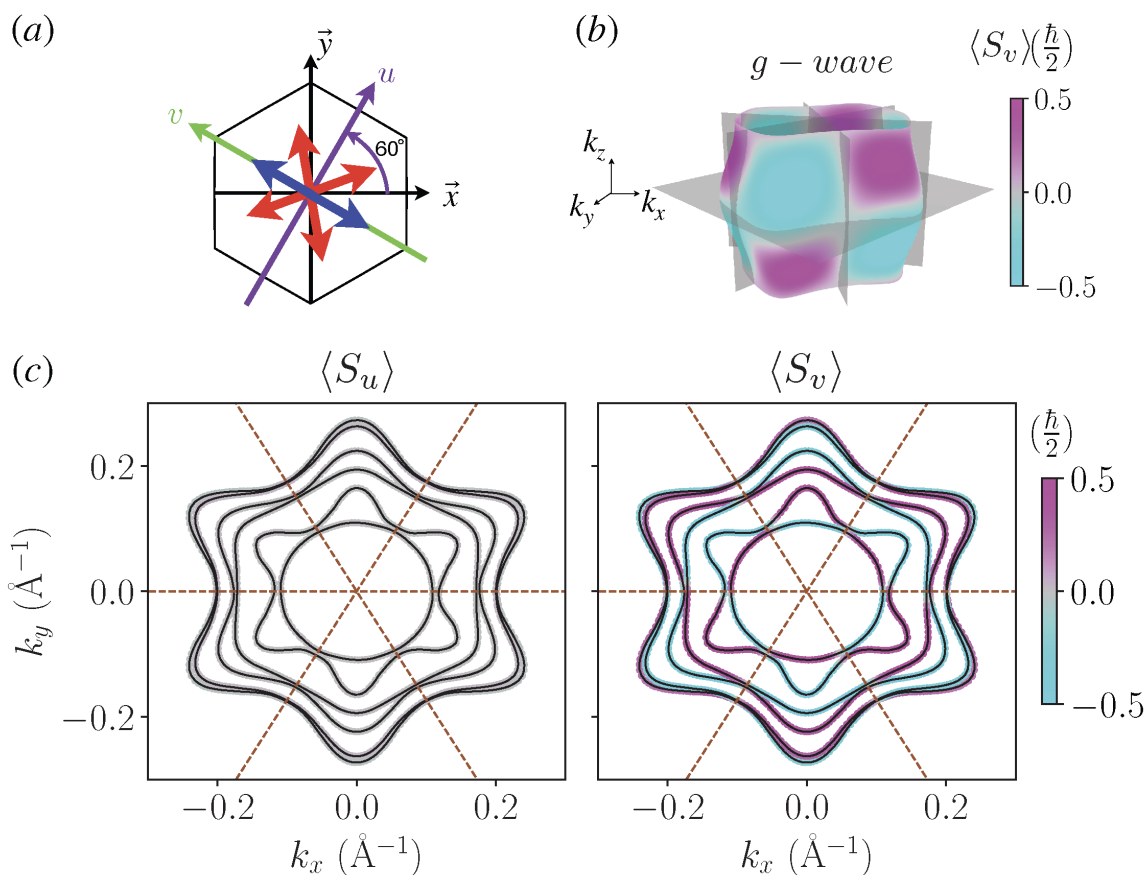 (a)
y⃗
u
v
60°
x⃗
(b)
g − wave
⟨S_v⟩(ħ/2)
0.5
0.0
−0.5
k_z
k_y
k_x
(c)
⟨S_u⟩
⟨S_v⟩
k_y (Å⁻¹)
0.2
0.0
−0.2
−0.2 0.0 0.2
k_x (Å⁻¹)
−0.2 0.0 0.2
k_x (Å⁻¹)
(ħ/2)
0.5
0.0
−0.5